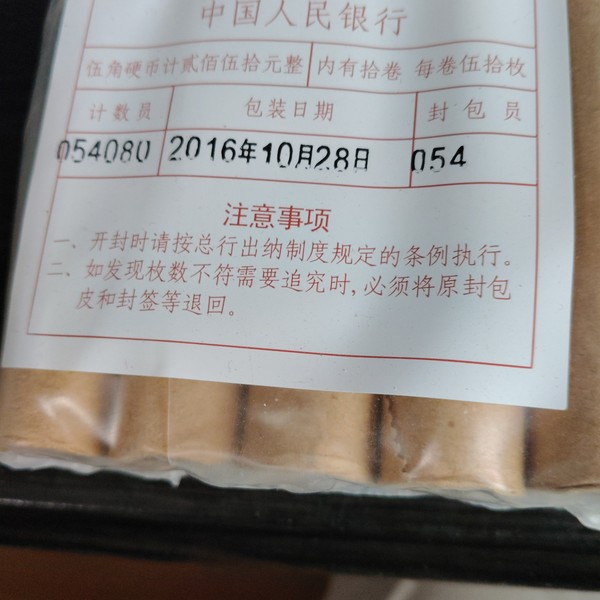 中国人民银行
伍角硬币计贰佰伍拾元整 内有拾卷 每卷伍拾枚
计数员 包装日期 封包员
054080 2016年10月28日 054
注意事项
一、开封时请按总行出纳制度规定的条例执行。
二、如发现枚数不符需要追究时,必须将原封包
皮和封签等退回。